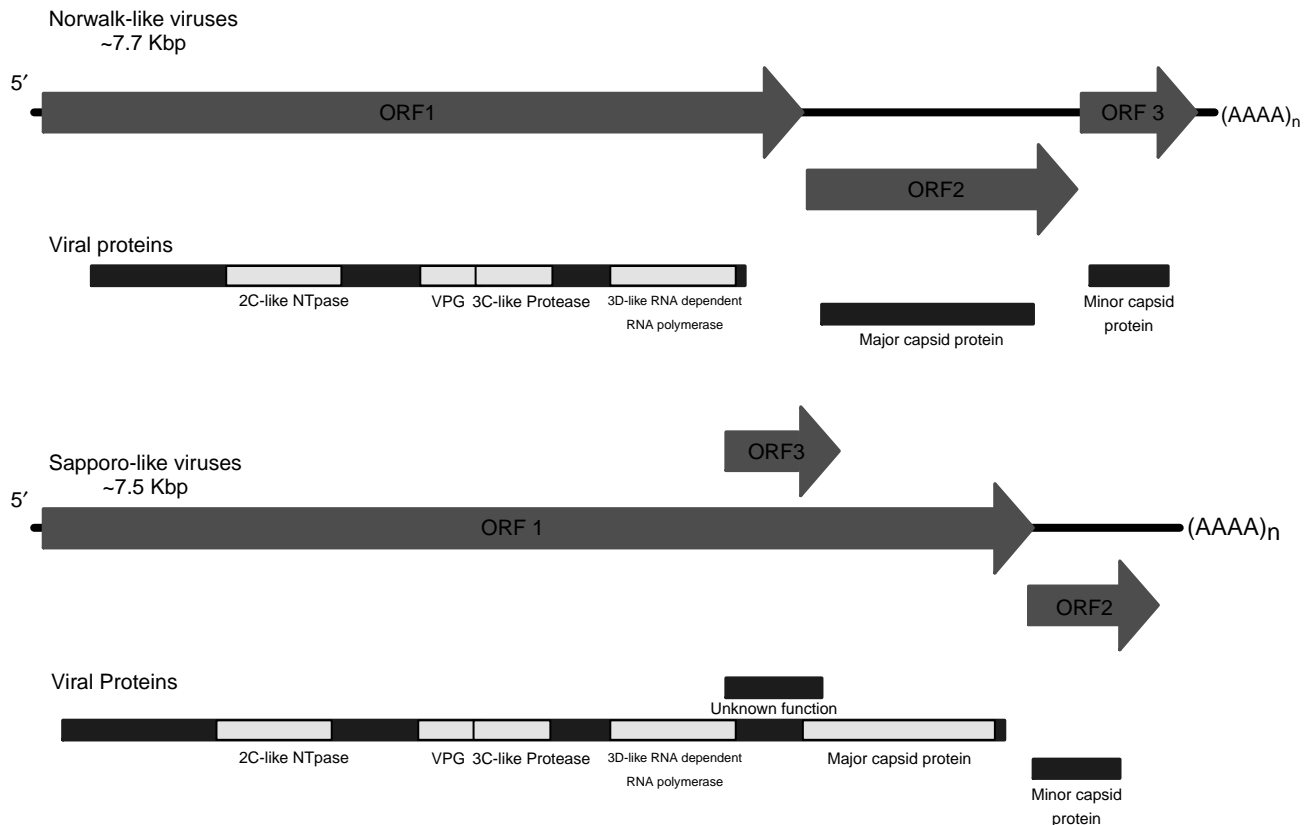 Norwalk-like viruses
~7.7 Kbp
5′
ORF1
ORF 3
(AAAA)n
ORF2
Viral proteins
2C-like NTpase
VPG
3C-like Protease
3D-like RNA dependent
RNA polymerase
Minor capsid
protein
Major capsid protein
ORF3
Sapporo-like viruses
~7.5 Kbp
5′
ORF 1
(AAAA)n
ORF2
Viral Proteins
Unknown function
2C-like NTpase
VPG
3C-like Protease
3D-like RNA dependent
RNA polymerase
Major capsid protein
Minor capsid
protein